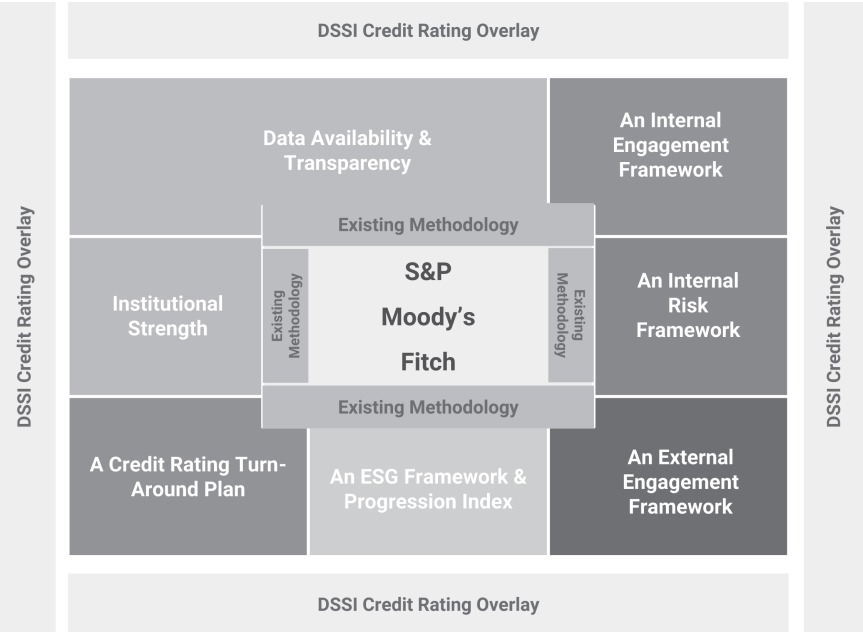 DSSI Credit Rating Overlay
DSSI Credit Rating Overlay
Data Availability &
Transparency
An Internal
Engagement
Framework
Existing Methodology
Institutional
Strength
Existing
Methodology
S&P
Moody's
Fitch
Existing
Methodology
An Internal
Risk
Framework
Existing Methodology
A Credit Rating Turn-
Around Plan
An ESG Framework &
Progression Index
An External
Engagement
Framework
DSSI Credit Rating Overlay
DSSI Credit Rating Overlay